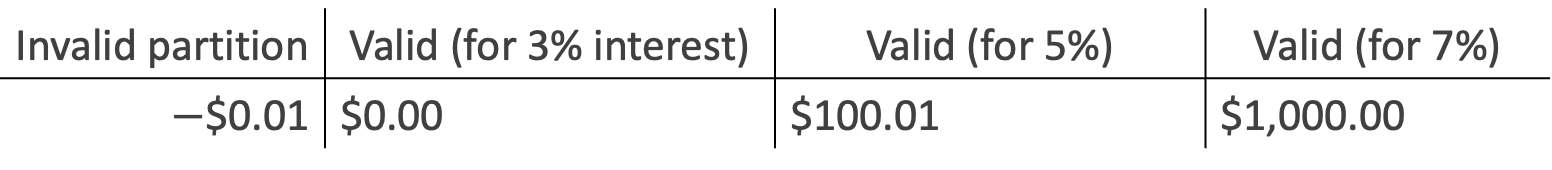 Invalid partition Valid (for 3% interest) Valid (for 5%) Valid (for 7%)
–$0.01 $0.00 $100.01 $1,000.00